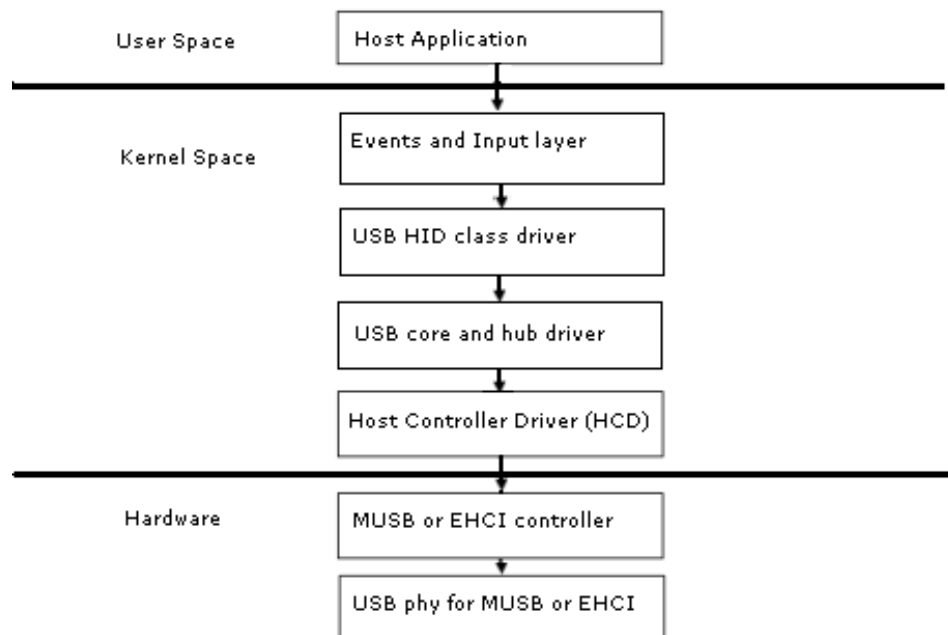 User Space
Host Application
Kernel Space
Events and Input layer
USB HID class driver
USB core and hub driver
Host Controller Driver (HCD)
Hardware
MUSB or EHCI controller
USB phy for MUSB or EHCI